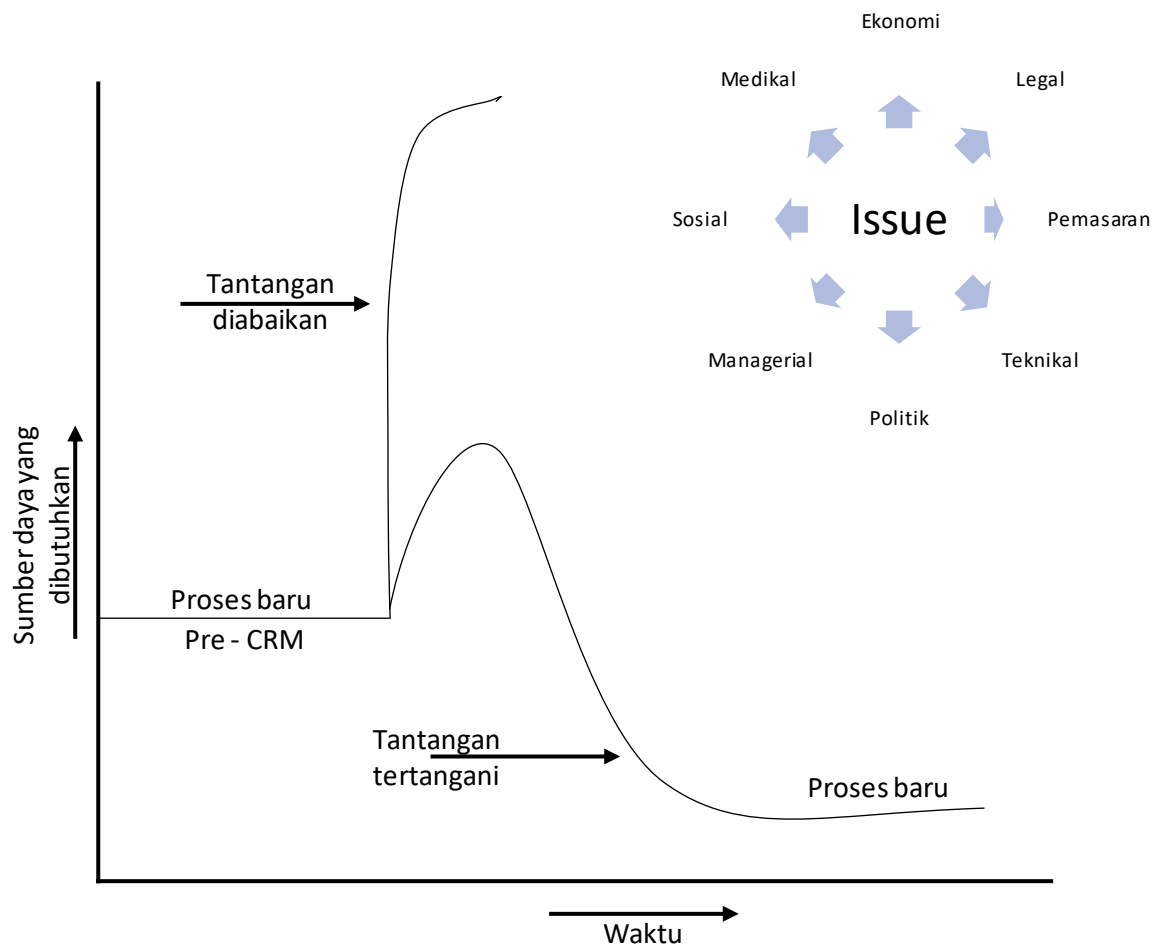 Ekonomi
Medikal
Legal
Sosial
Issue
Pemasaran
Managerial
Teknikal
Politik
Tantangan
diabaikan
Sumber daya yang
dibutuhkan
Proses baru
Pre - CRM
Tantangan
tertangani
Proses baru
Waktu